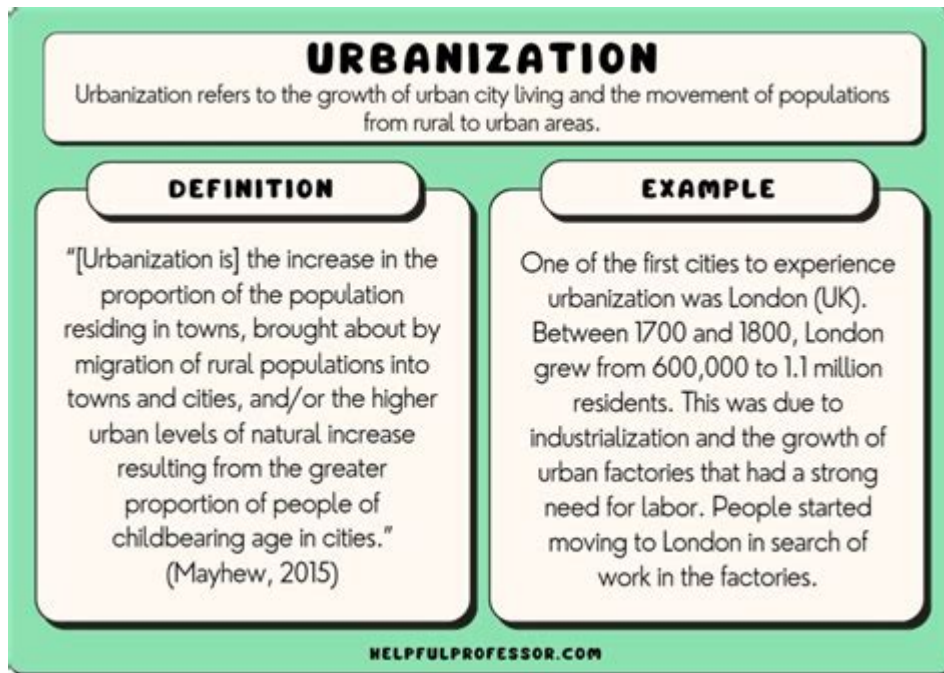 URBANIZATION
Urbanization refers to the growth of urban city living and the movement of populations
from rural to urban areas.
DEFINITION
"[Urbanization is] the increase in the
proportion of the population
residing in towns, brought about by
migration of rural populations into
towns and cities, and/or the higher
urban levels of natural increase
resulting from the greater
proportion of people of
childbearing age in cities."
(Mayhew, 2015)
EXAMPLE
One of the first cities to experience
urbanization was London (UK).
Between 1700 and 1800, London
grew from 600,000 to 1.1 million
residents. This was due to
industrialization and the growth of
urban factories that had a strong
need for labor. People started
moving to London in search of
work in the factories.
HELPFULPROFESSOR.COM